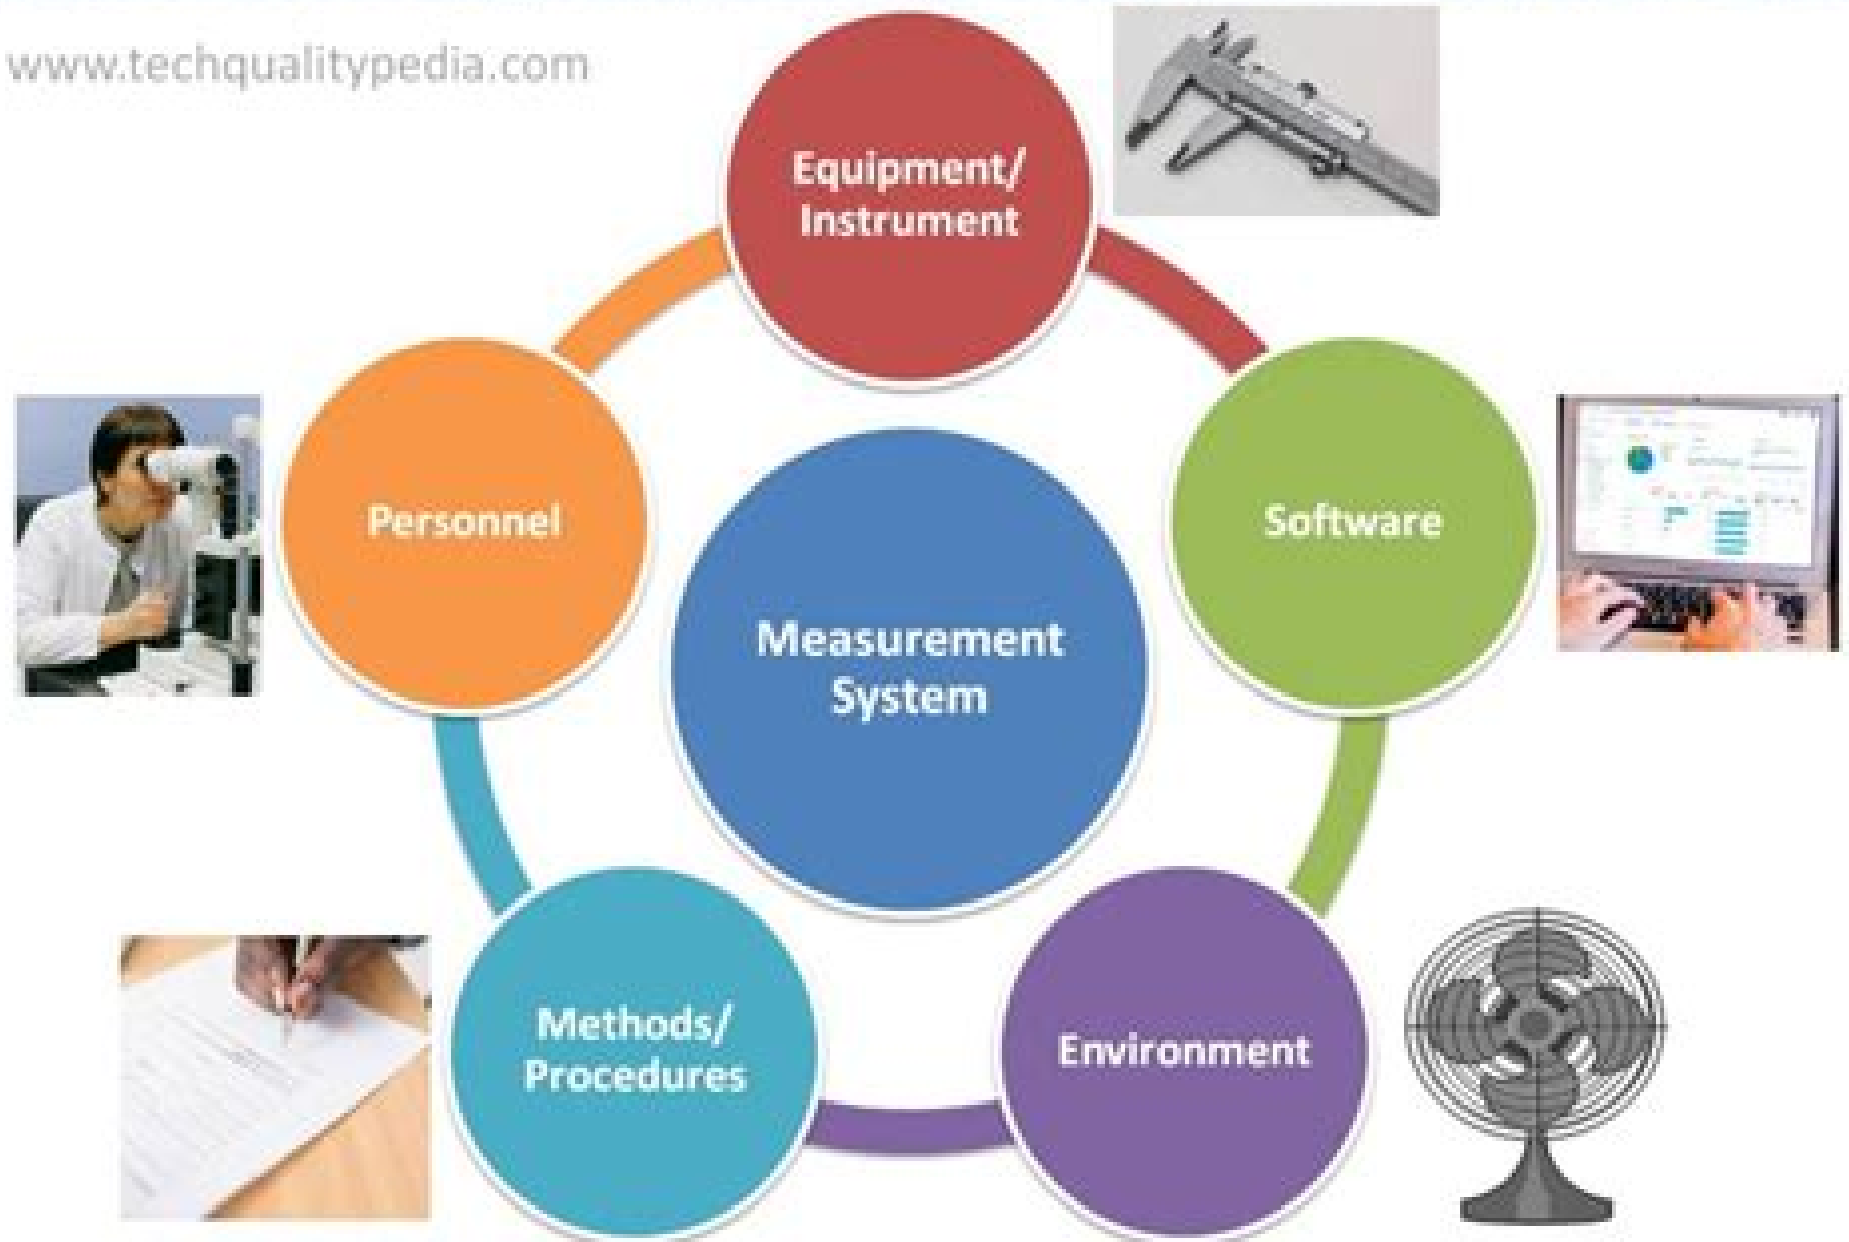 www.techqualitypedia.com
Equipment/
Instrument
Personnel
Software
Measurement
System
Methods/
Procedures
Environment